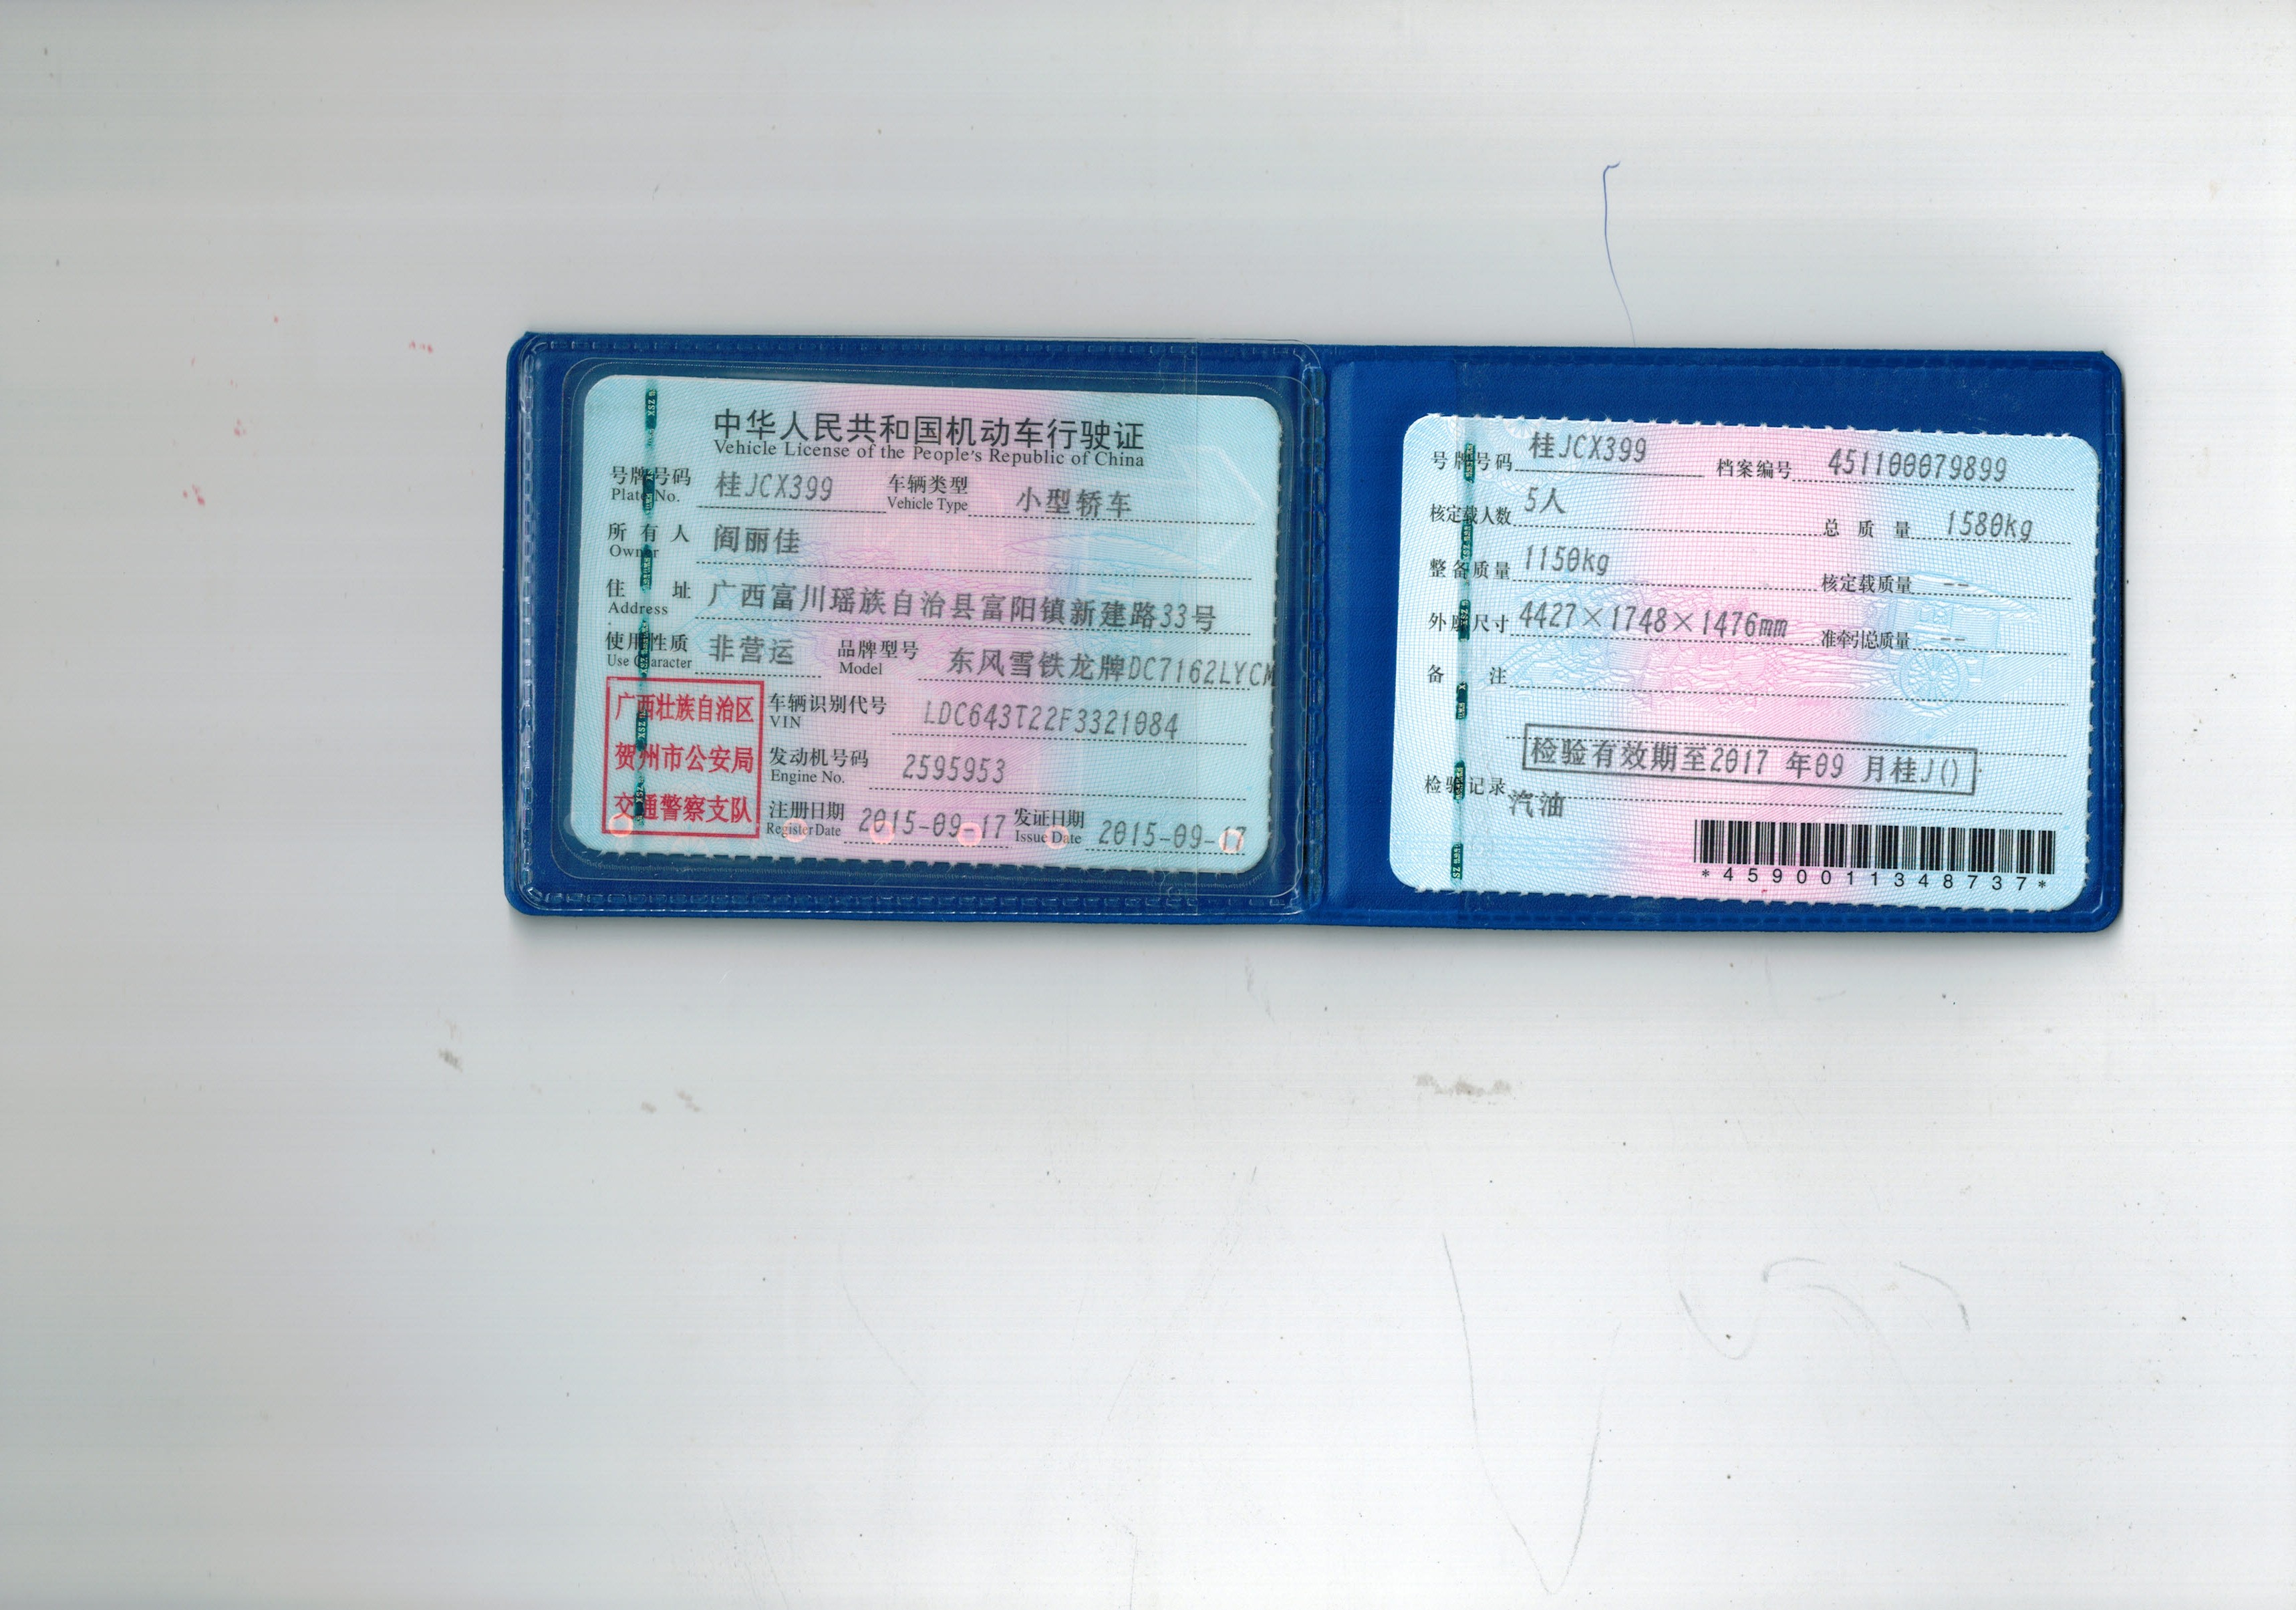 中华人民共和国机动车行驶证
Vehicle License of the People's Republic of China
号牌号码 桂JCX399 车辆类型 小型轿车
Plate No. Vehicle Type
所有人 阎丽佳
Owner
住址 广西富川瑶族自治县富阳镇新建路33号
Address
使用性质 非营运 品牌型号 东风雪铁龙牌DC7162LYCM
Use Character Model
广西壮族自治区
贺州市公安局
交通警察支队
车辆识别代号 LDC643T22F3321084
VIN
发动机号码 2595953
Engine No.
注册日期 2015-09-17 发证日期 2015-09-17
Register Date Issue Date
号牌号码 桂JCX399 档案编号 451100079899
核定载人数 5人 总质量 1580kg
整备质量 1150kg 核定载质量 --
外廓尺寸 4427×1748×1476mm 准牵引总质量 --
备注
检验有效期至2017 年09 月桂J()
检验记录 汽油
*4590011348737*